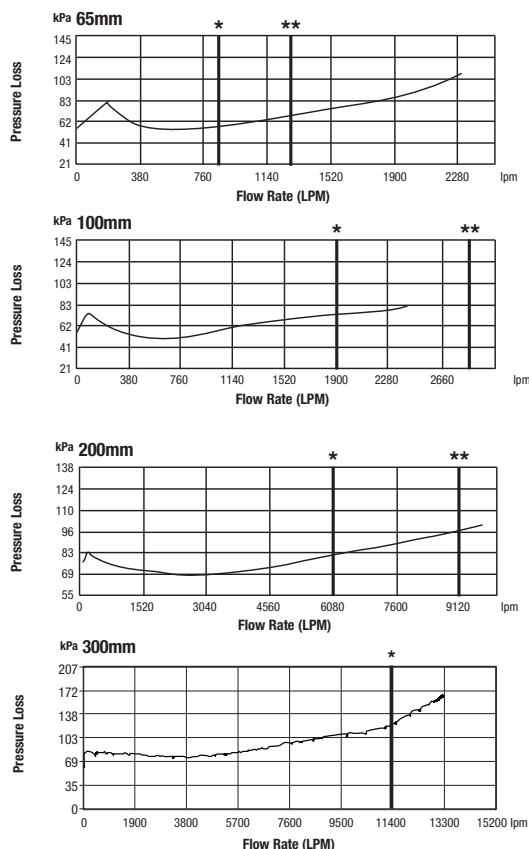 kPa 65mm
* **
Pressure Loss
145
124
103
83
62
41
21
0 380 760 1140 1520 1900 2280 lpm
Flow Rate (LPM)
kPa 100mm
* **
Pressure Loss
145
124
103
83
62
41
21
0 380 760 1140 1520 1900 2280 2660 lpm
Flow Rate (LPM)
kPa 200mm
* **
Pressure Loss
138
124
110
96
83
69
55
0 1520 3040 4560 6080 7600 9120 lpm
Flow Rate (LPM)
kPa 300mm
*
Pressure Loss
207
172
138
103
69
35
0
0 1900 3800 5700 7600 9500 11400 13300 15200 lpm
Flow Rate (LPM)